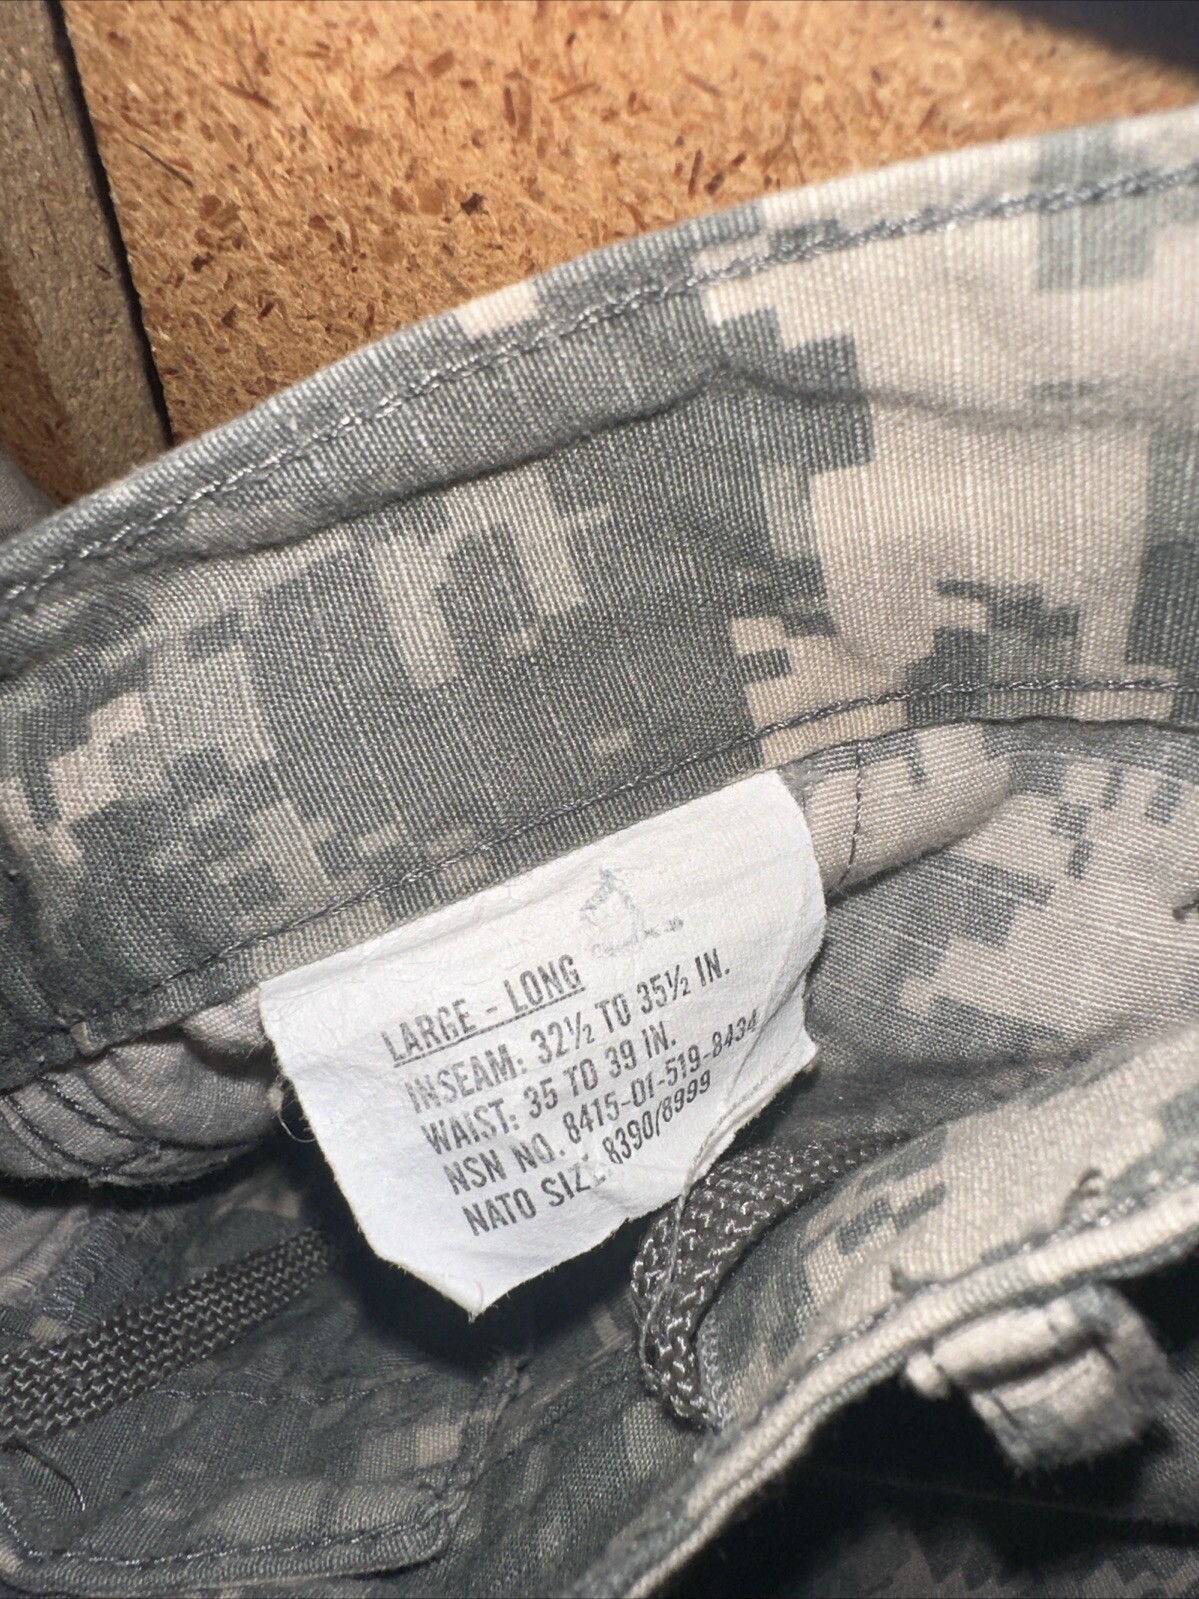 LARGE - LONG
INSEAM: 32½ TO 35½ IN.
WAIST: 35 TO 39 IN.
NSN NO. 8415-01-519-8434
NATO SIZE: 8390/8999